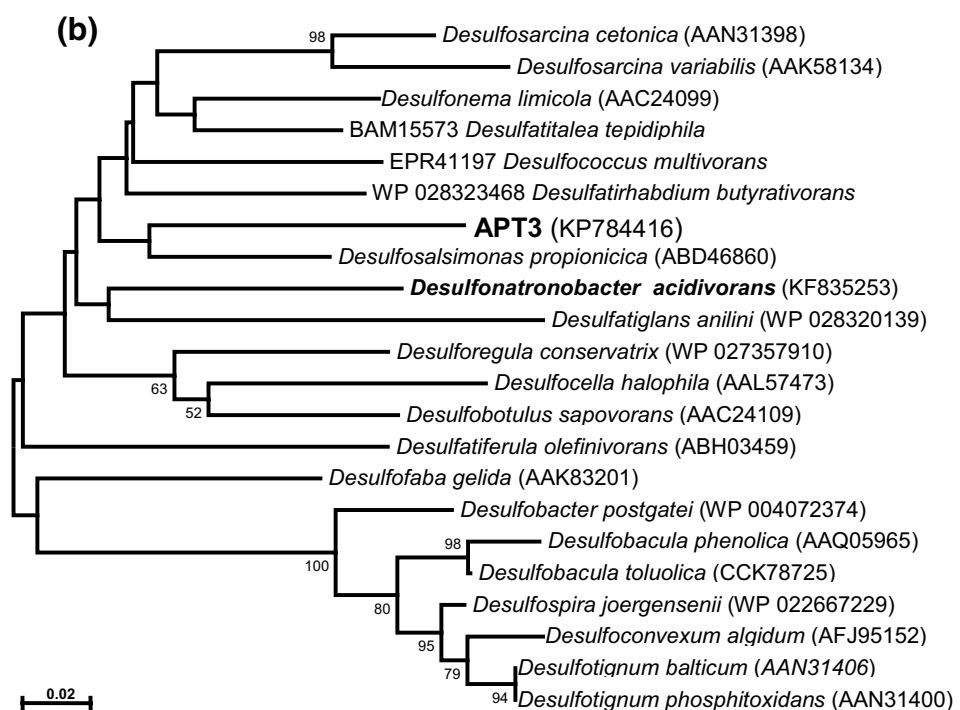 (b)
98
Desulfosarcina cetonica (AAN31398)
Desulfosarcina variabilis (AAK58134)
Desulfonema limicola (AAC24099)
BAM15573 Desulfatitalea tepidiphila
EPR41197 Desulfococcus multivorans
WP 028323468 Desulfatirhabdium butyrativorans
APT3 (KP784416)
Desulfosalsimonas propionicica (ABD46860)
Desulfonatronobacter acidivorans (KF835253)
Desulfatiglans anilini (WP 028320139)
Desulforegula conservatrix (WP 027357910)
63
Desulfocella halophila (AAL57473)
52
Desulfobotulus sapovorans (AAC24109)
Desulfatiferula olefinivorans (ABH03459)
Desulfofaba gelida (AAK83201)
Desulfobacter postgatei (WP 004072374)
100
98
Desulfobacula phenolica (AAQ05965)
Desulfobacula toluolica (CCK78725)
80
Desulfospira joergensenii (WP 022667229)
95
Desulfoconvexum algidum (AFJ95152)
79
Desulfotignum balticum (AAN31406)
94
Desulfotignum phosphitoxidans (AAN31400)
0.02